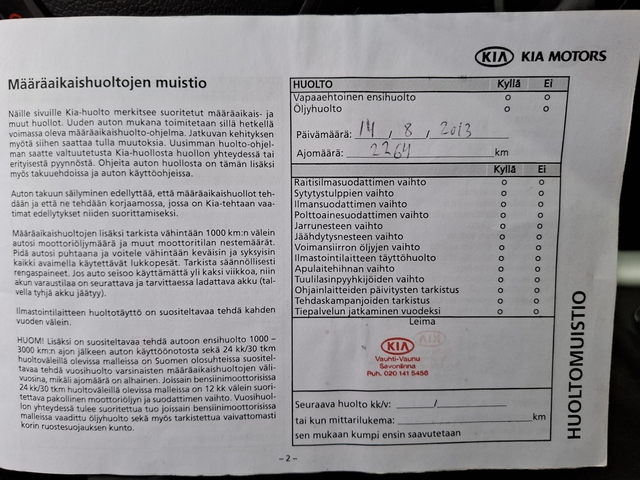 KIA KIA MOTORS
Määräaikaishuoltojen muistio
Näille sivuille Kia-huolto merkitsee suoritetut määräaikais- ja
muut huollot. Uuden auton mukana toimitetaan sillä hetkellä
voimassa oleva määräaikaishuolto-ohjelma. Jatkuvan kehityksen
myötä siihen saattaa tulla muutoksia. Uusimman huolto-ohjel-
man saatte valtuutetusta Kia-huollosta huollon yhteydessä tai
erityisestä pyynnöstä. Ohjeita auton huollosta on tämän lisäksi
myös takuuehdoissa ja auton käyttöohjeissa.
Auton takuun säilyminen edellyttää, että määräaikaishuollot teh-
dään ja että ne tehdään korjaamossa, jossa on Kia-tehtaan vaa-
timat edellytykset niiden suorittamiseksi.
Määräaikaishuoltojen lisäksi tarkista vähintään 1000 km:n välein
autosi moottoriöljymäärä ja muut moottoritilan nestemäärät.
Pidä autosi puhtaana ja voitele vähintään keväisin ja syksyisin
kaikki avaimella käytettävät lukkopesät. Tarkista säännöllisesti
rengaspaineet. Jos auto seisoo käyttämättä yli kaksi viikkoa, niin
akun varaustilaa on seurattava ja tarvittaessa ladattava akku (tal-
vella tyhjä akku jäätyy).
Ilmastointilaitteen huoltotyöt on suositeltavaa tehdä kahden
vuoden välein.
HUOM! Lisäksi on suositeltavaa tehdä autoon ensihuolto 1000 –
3000 km:n ajon jälkeen auton käyttöönotosta sekä 24 kk/30 tkm
huoltoväleillä olevissa malleissa on Suomen olosuhteissa suositel-
tavaa tehdä vuosihuolto varsinaisten määräaikaishuoltojen väli-
vuosina, mikäli ajomäärä on alhainen. Joissain bensiinimoottorisissa
24 kk/30 tkm huoltoväleillä olevissa malleissa on 12 kk välein suori-
tettava pakollinen moottoriöljyn ja suodattimen vaihto. Vuosihuol-
lon yhteydessä tulee suorituttaa tuo joissain bensiinimoottorisissa
malleissa vaadittu öljyhuolto sekä myös tarkistuttaa vaivattomasti
korin ruostesuojauksen kunto.
HUOLTO Kyllä Ei
Vapaaehtoinen ensihuolto o o
Öljyhuolto o o
Päivämäärä: 14 , 8 , 2013
Ajomäärä: 2264 km
Kyllä Ei
Raitisilmasuodattimen vaihto o o
Sytytystulppien vaihto o o
Ilmansuodattimen vaihto o o
Polttoainesuodattimen vaihto o o
Jarrunesteen vaihto o o
Jäähdytysnesteen vaihto o o
Voimansiirron öljyjen vaihto o o
Ilmastointilaitteen täyttöhuolto o o
Apulaitehihnan vaihto o o
Tuulilasinpyyhkijöiden vaihto o o
Ohjainlaitteiden päivitysten tarkistus o o
Tehdaskampanjoiden tarkistus o o
Tiepalvelun jatkaminen vuodeksi o o
Leima
KIA
Vauhti-Vaunu
Savonlinna
Puh. 020 141 5456
Seuraava huolto kk/v: /
tai kun mittarilukema: km
sen mukaan kumpi ensin saavutetaan
HUOLTOMUISTIO
– 2 –